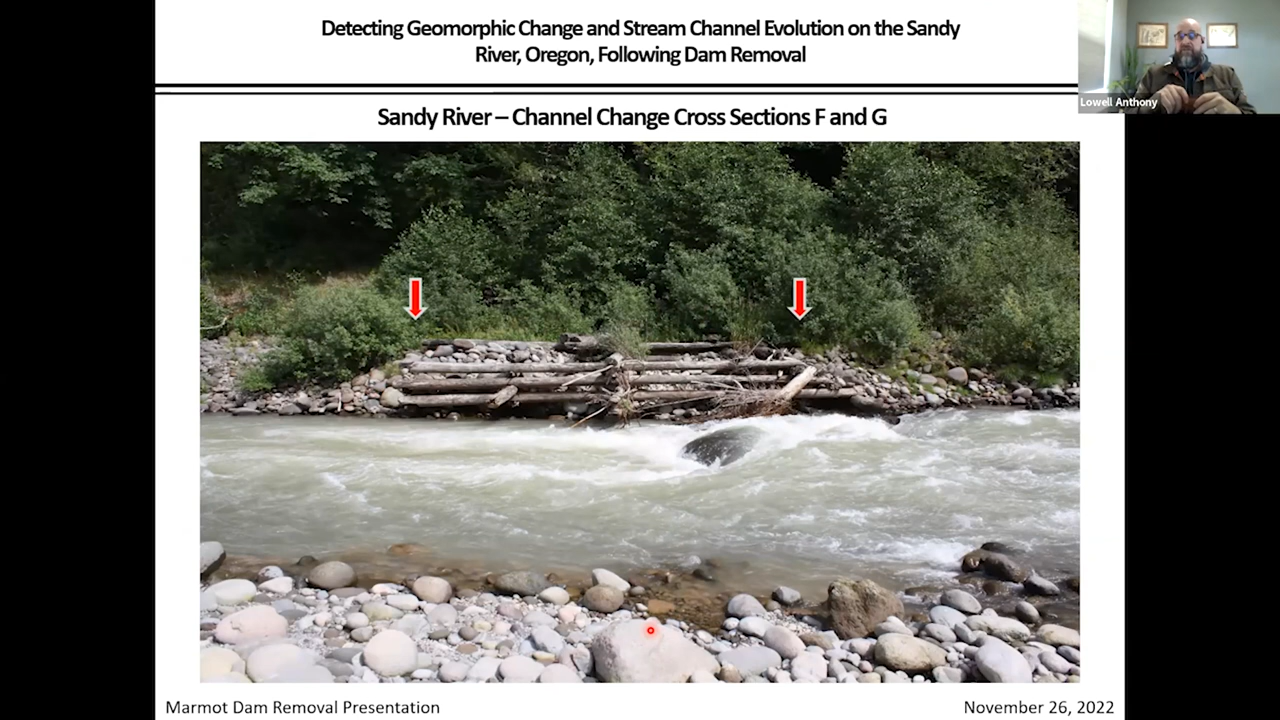 Detecting Geomorphic Change and Stream Channel Evolution on the Sandy
River, Oregon, Following Dam Removal
Lowell Anthony
Sandy River – Channel Change Cross Sections F and G
Marmot Dam Removal Presentation
November 26, 2022